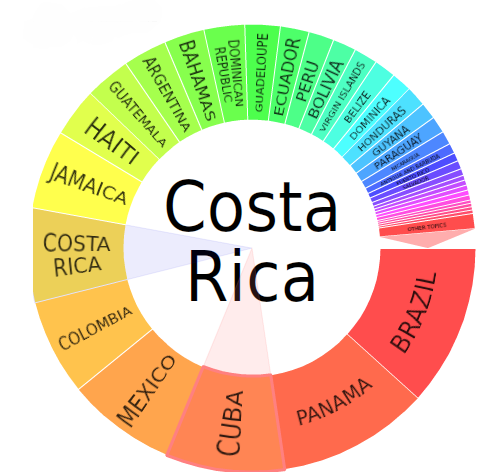 Costa
Rica
BRAZIL
PANAMA
CUBA
MEXICO
COLOMBIA
COSTA
RICA
JAMAICA
HAITI
GUATEMALA
ARGENTINA
BAHAMAS
DOMINICAN
REPUBLIC
GUADELOUPE
ECUADOR
PERU
BOLIVIA
VIRGIN ISLANDS
BELIZE
DOMINICA
HONDURAS
GUYANA
PARAGUAY
NICARAGUA
OTHER TOPICS